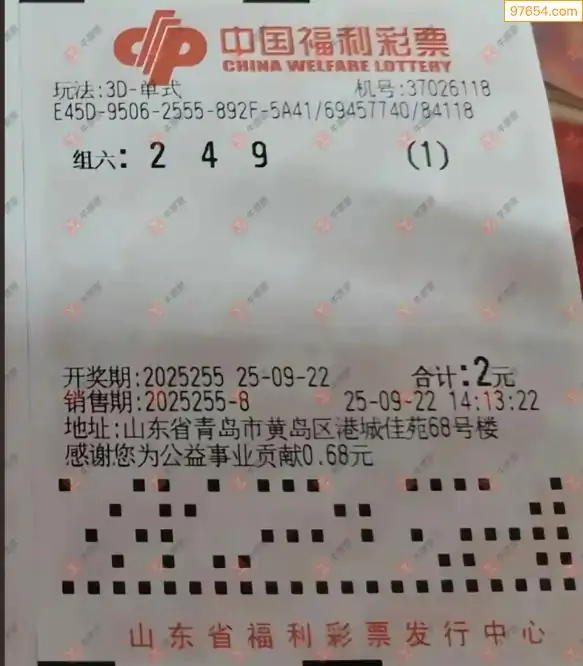 97654.com
中国福利彩票
CHINA WELFARE LOTTERY
玩法:3D-单式 机号:37026118
E45D-9506-2555-892F-5A41/69457740/84118
组六: 2 4 9 (1)
开奖期:2025255 25-09-22 合计:2元
销售期:2025255-8 25-09-22 14:13:22
地址:山东省青岛市黄岛区港城佳苑68号楼
感谢您为公益事业贡献0.68元
山东省福利彩票发行中心